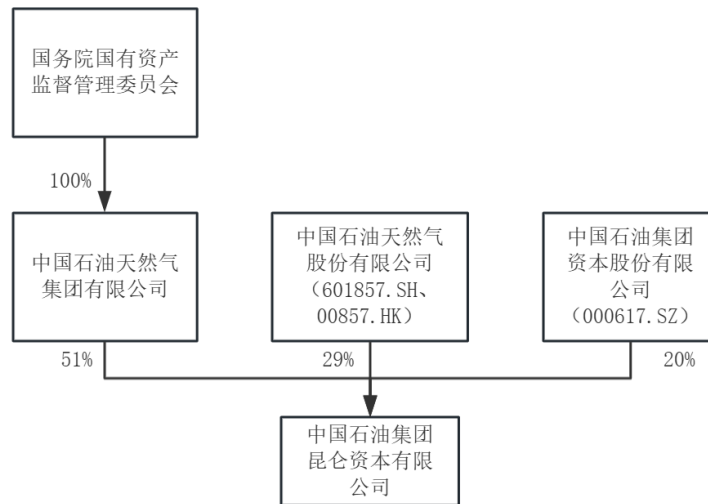 国务院国有资产
监督管理委员会
100%
中国石油天然气
集团有限公司
中国石油天然气
股份有限公司
（601857.SH、
00857.HK）
中国石油集团
资本股份有限
公司
（000617.SZ）
51%
29%
20%
中国石油集团
昆仑资本有限
公司